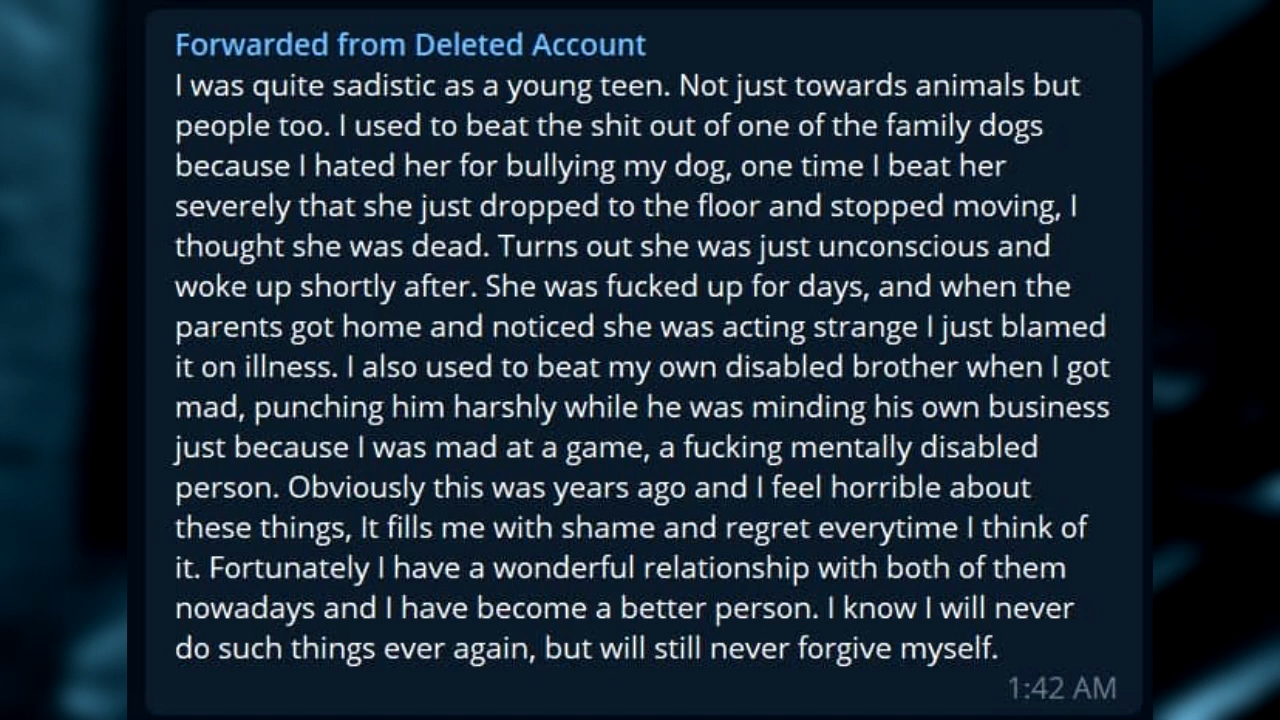 Forwarded from Deleted Account
I was quite sadistic as a young teen. Not just towards animals but
people too. I used to beat the shit out of one of the family dogs
because I hated her for bullying my dog, one time I beat her
severely that she just dropped to the floor and stopped moving, I
thought she was dead. Turns out she was just unconscious and
woke up shortly after. She was fucked up for days, and when the
parents got home and noticed she was acting strange I just blamed
it on illness. I also used to beat my own disabled brother when I got
mad, punching him harshly while he was minding his own business
just because I was mad at a game, a fucking mentally disabled
person. Obviously this was years ago and I feel horrible about
these things, It fills me with shame and regret everytime I think of
it. Fortunately I have a wonderful relationship with both of them
nowadays and I have become a better person. I know I will never
do such things ever again, but will still never forgive myself.
1:42 AM